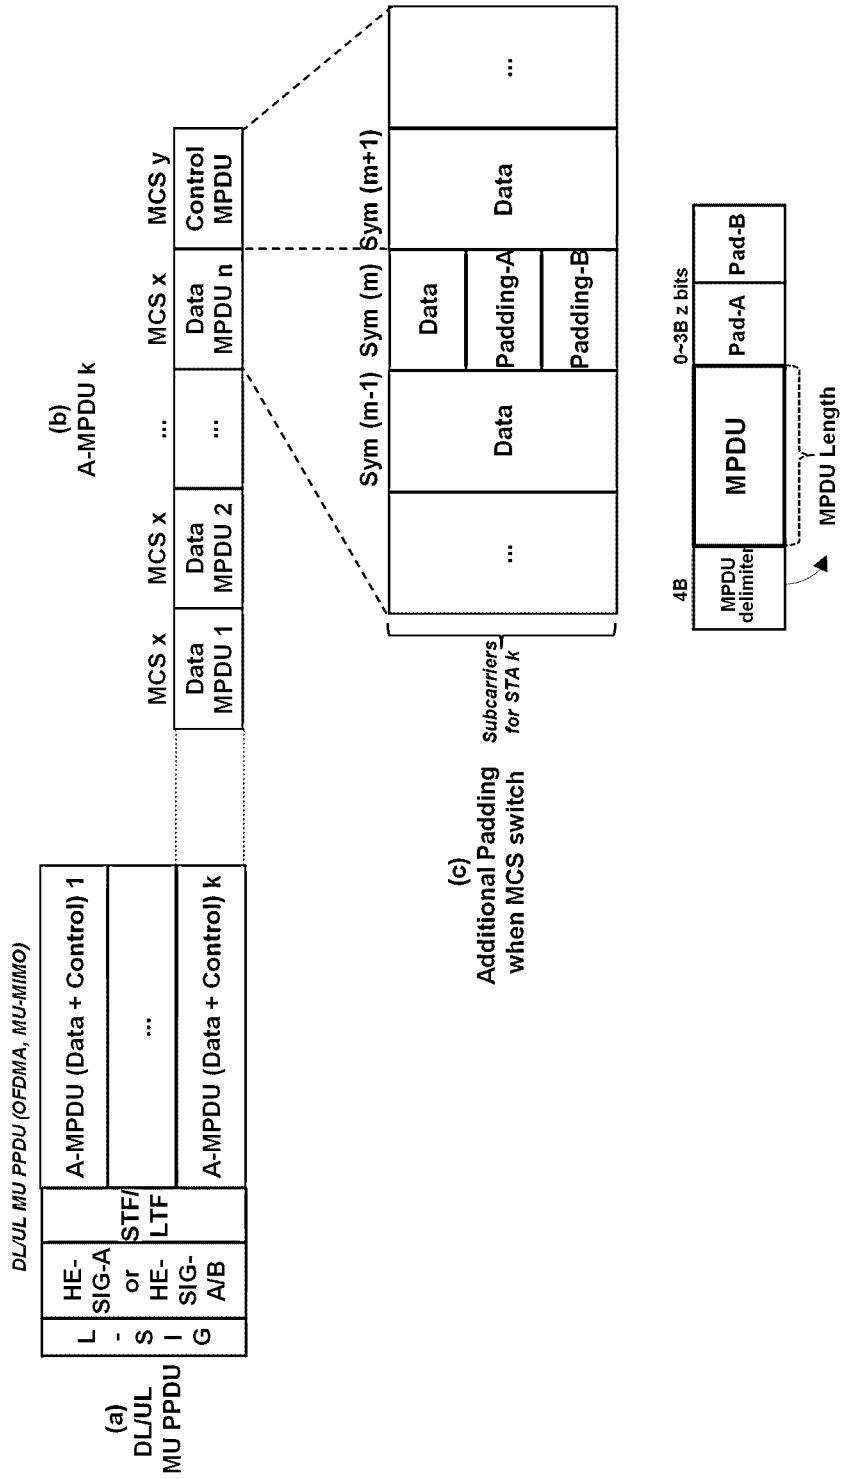 (a)
DL/UL
MU PPDU
DL/UL MU PPDU (OFDMA, MU-MIMO)
L
-
S
I
G
HE-
SIG-A
or
HE-
SIG-
A/B
STF/
LTF
A-MPDU (Data + Control) 1
...
A-MPDU (Data + Control) k
(b)
A-MPDU k
MCS x
MCS x
...
MCS x
MCS y
Data
MPDU 1
Data
MPDU 2
...
Data
MPDU n
Control
MPDU
(c)
Additional Padding
when MCS switch
Subcarriers
for STA k
Sym (m-1)
Sym (m)
Sym (m+1)
...
Data
Data
Padding-A
Padding-B
Data
...
4B
0~3B z bits
MPDU
delimiter
MPDU
Pad-A
Pad-B
MPDU Length